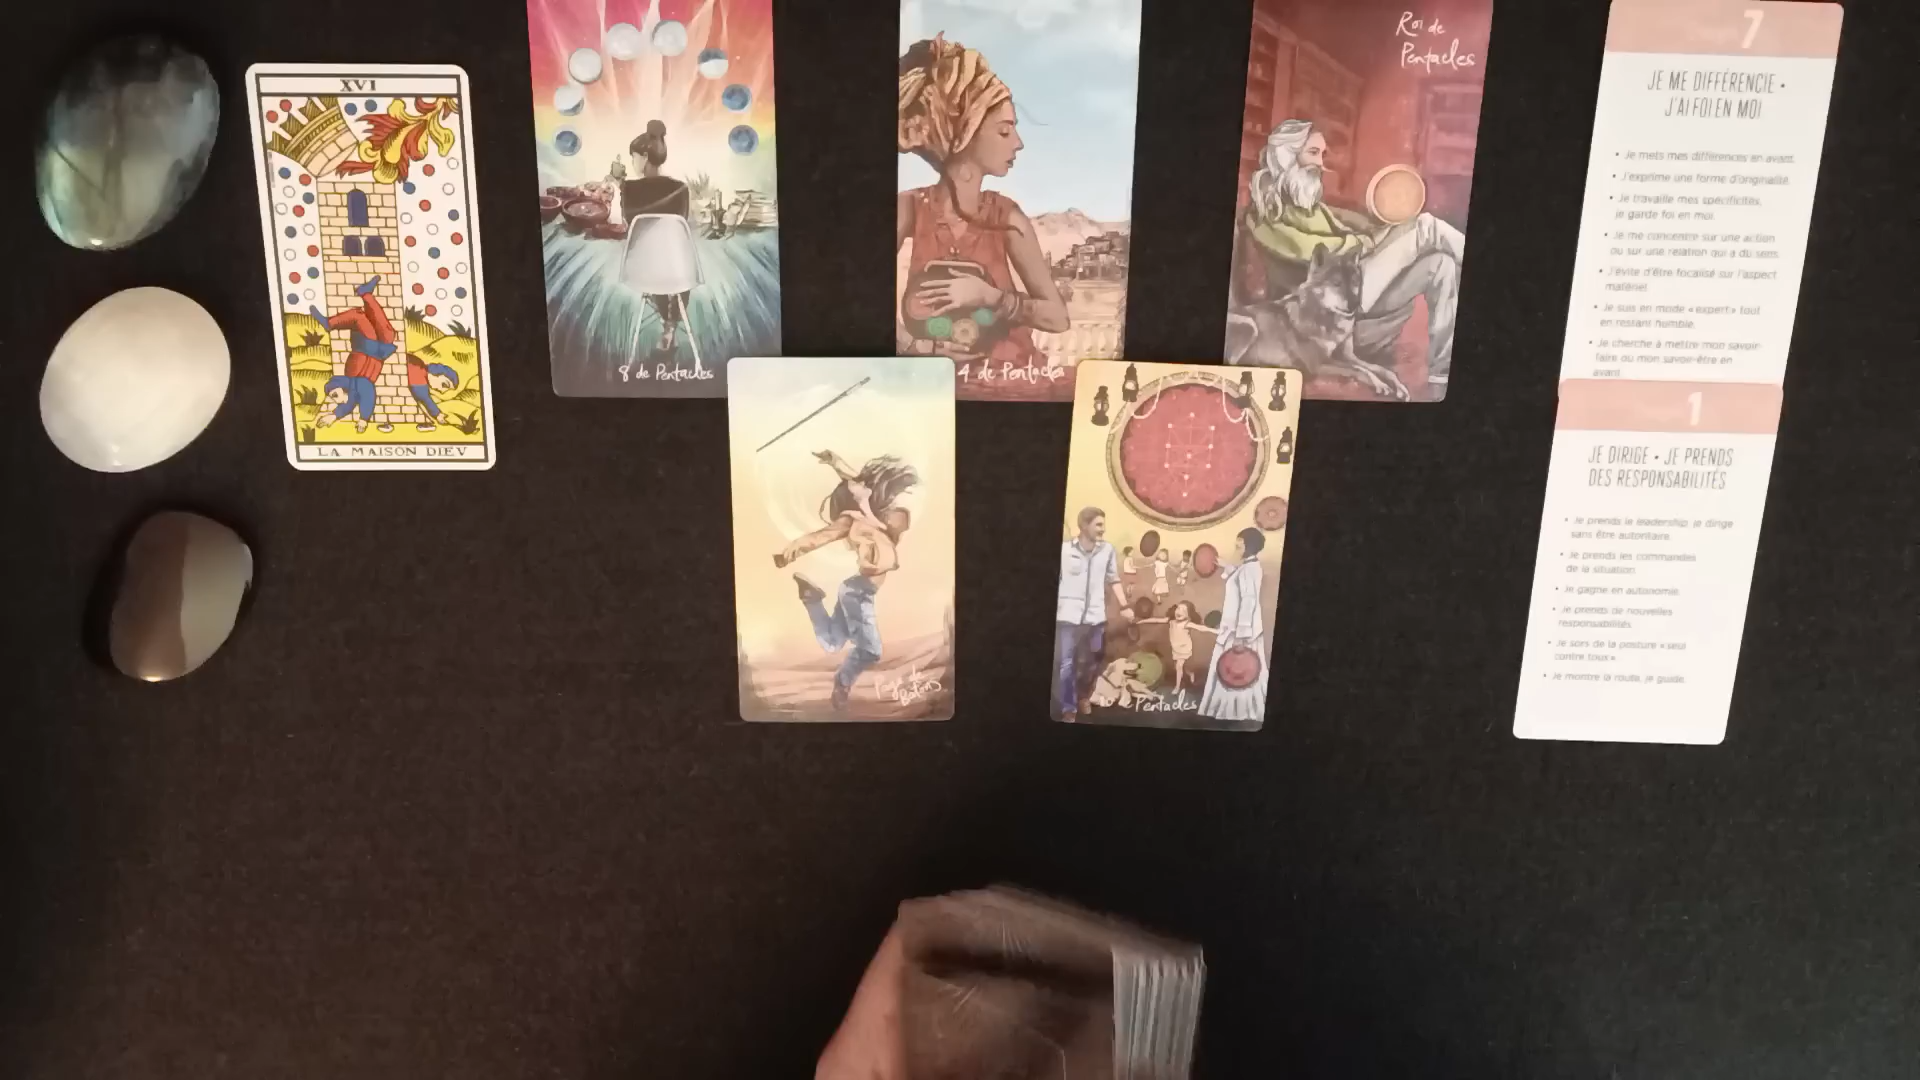 XVI
LA MAISON DIEV
8 de Pentacles
4 de Pentacles
Roi de
Pentacles
Page de
Batons
10 de Pentacles
7
JE ME DIFFÉRENCIE •
J'AI FOI EN MOI
• Je mets mes différences en avant.
• J'exprime une forme d'originalité.
• Je travaille mes spécificités,
je garde foi en moi.
• Je me concentre sur une action
ou sur une relation qui a du sens.
• J'évite d'être focalisé sur l'aspect
matériel.
• Je suis en mode « expert » tout
en restant humble.
• Je cherche à mettre mon savoir-
faire ou mon savoir-être en
avant.
1
JE DIRIGE • JE PRENDS
DES RESPONSABILITÉS
• Je prends le leadership, je dirige
sans être autoritaire.
• Je prends les commandes
de la situation.
• Je gagne en autonomie.
• Je prends de nouvelles
responsabilités.
• Je sors de la posture « seul
contre tous ».
• Je montre la route, je guide.